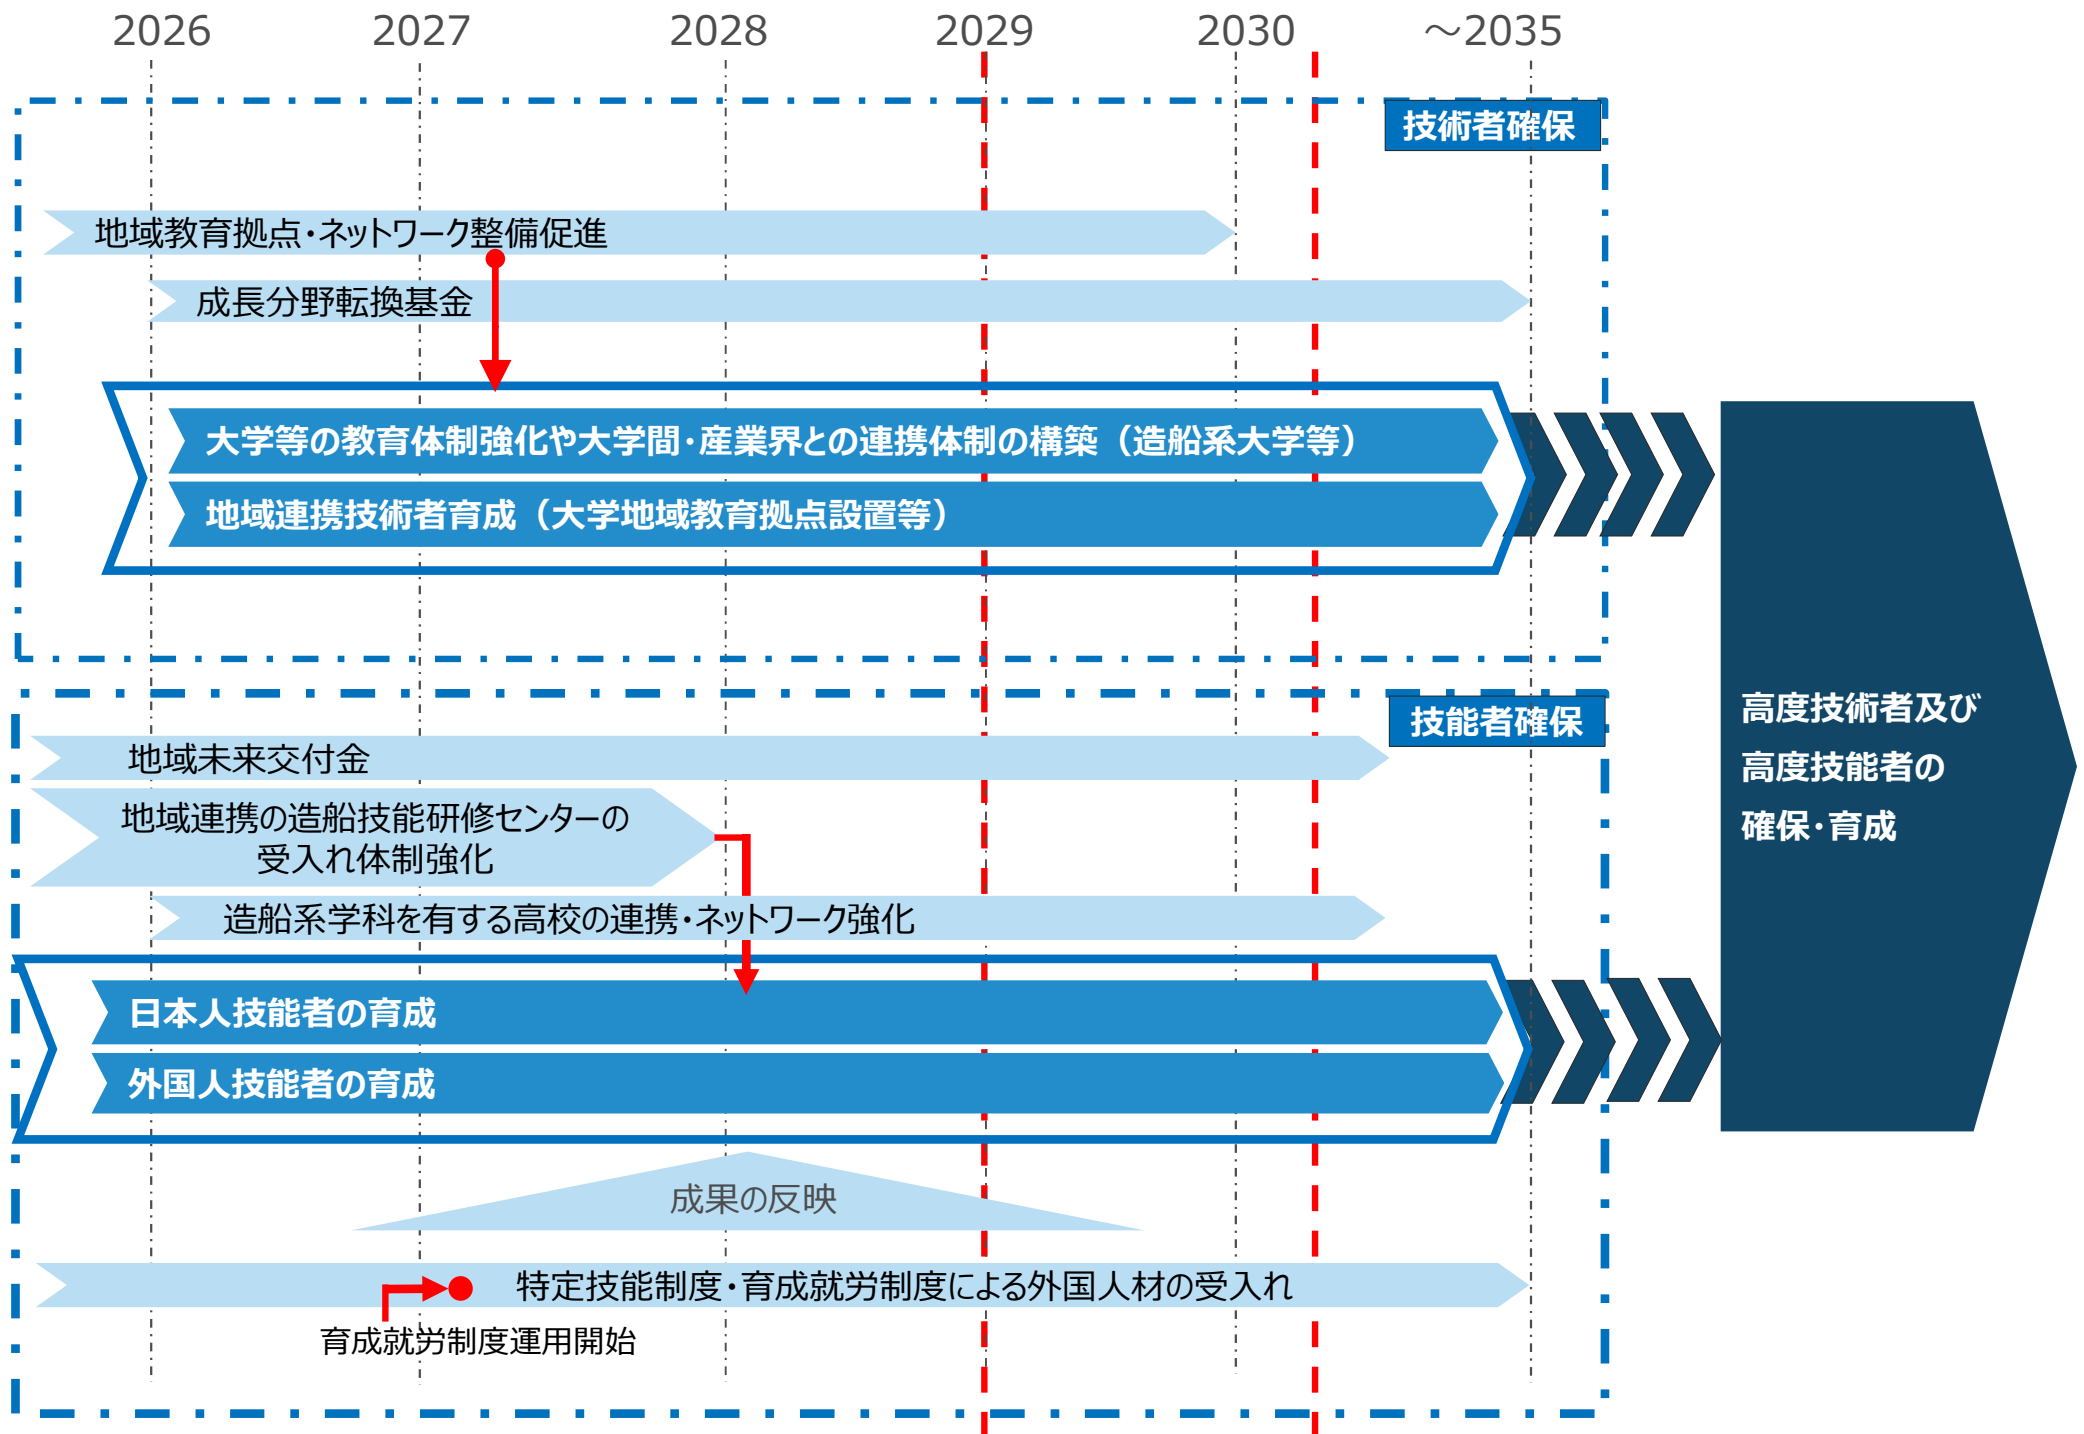 2026
2027
2028
2029
2030
～2035
技術者確保
地域教育拠点・ネットワーク整備促進
成長分野転換基金
大学等の教育体制強化や大学間・産業界との連携体制の構築（造船系大学等）
地域連携技術者育成（大学地域教育拠点設置等）
技能者確保
地域未来交付金
地域連携の造船技能研修センターの
受入れ体制強化
造船系学科を有する高校の連携・ネットワーク強化
日本人技能者の育成
外国人技能者の育成
成果の反映
特定技能制度・育成就労制度による外国人材の受入れ
育成就労制度運用開始
高度技術者及び
高度技能者の
確保・育成